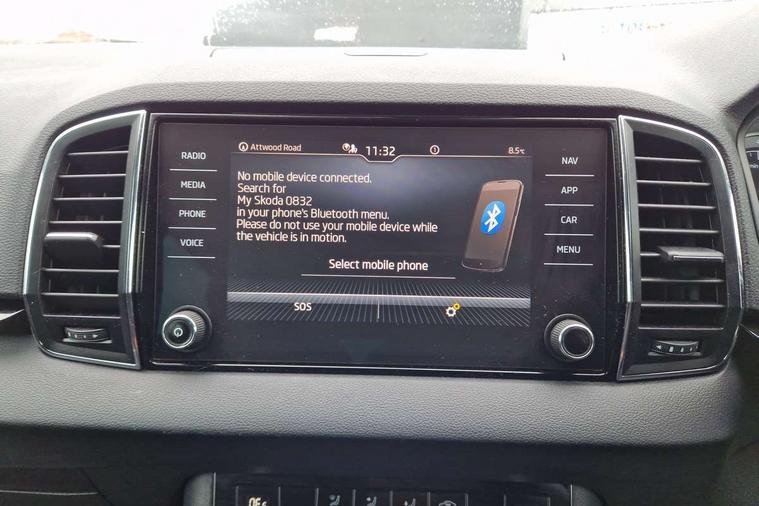 Attwood Road
11:32
8.5°C
RADIO
MEDIA
PHONE
VOICE
No mobile device connected.
Search for
My Skoda 0832
in your phone's Bluetooth menu.
Please do not use your mobile device while
the vehicle is in motion.
Select mobile phone
SOS
NAV
APP
CAR
MENU